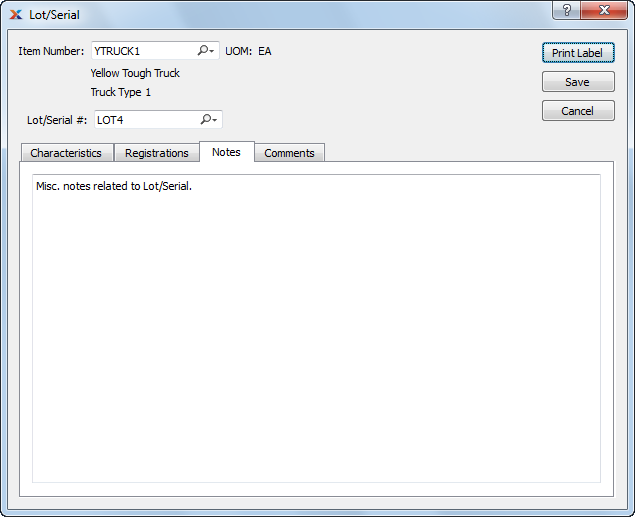 Lot/Serial
Item Number: YTRUCK1 UOM: EA
Print Label
Yellow Tough Truck
Save
Truck Type 1
Cancel
Lot/Serial #: LOT4
Characteristics Registrations Notes Comments
Misc. notes related to Lot/Serial.